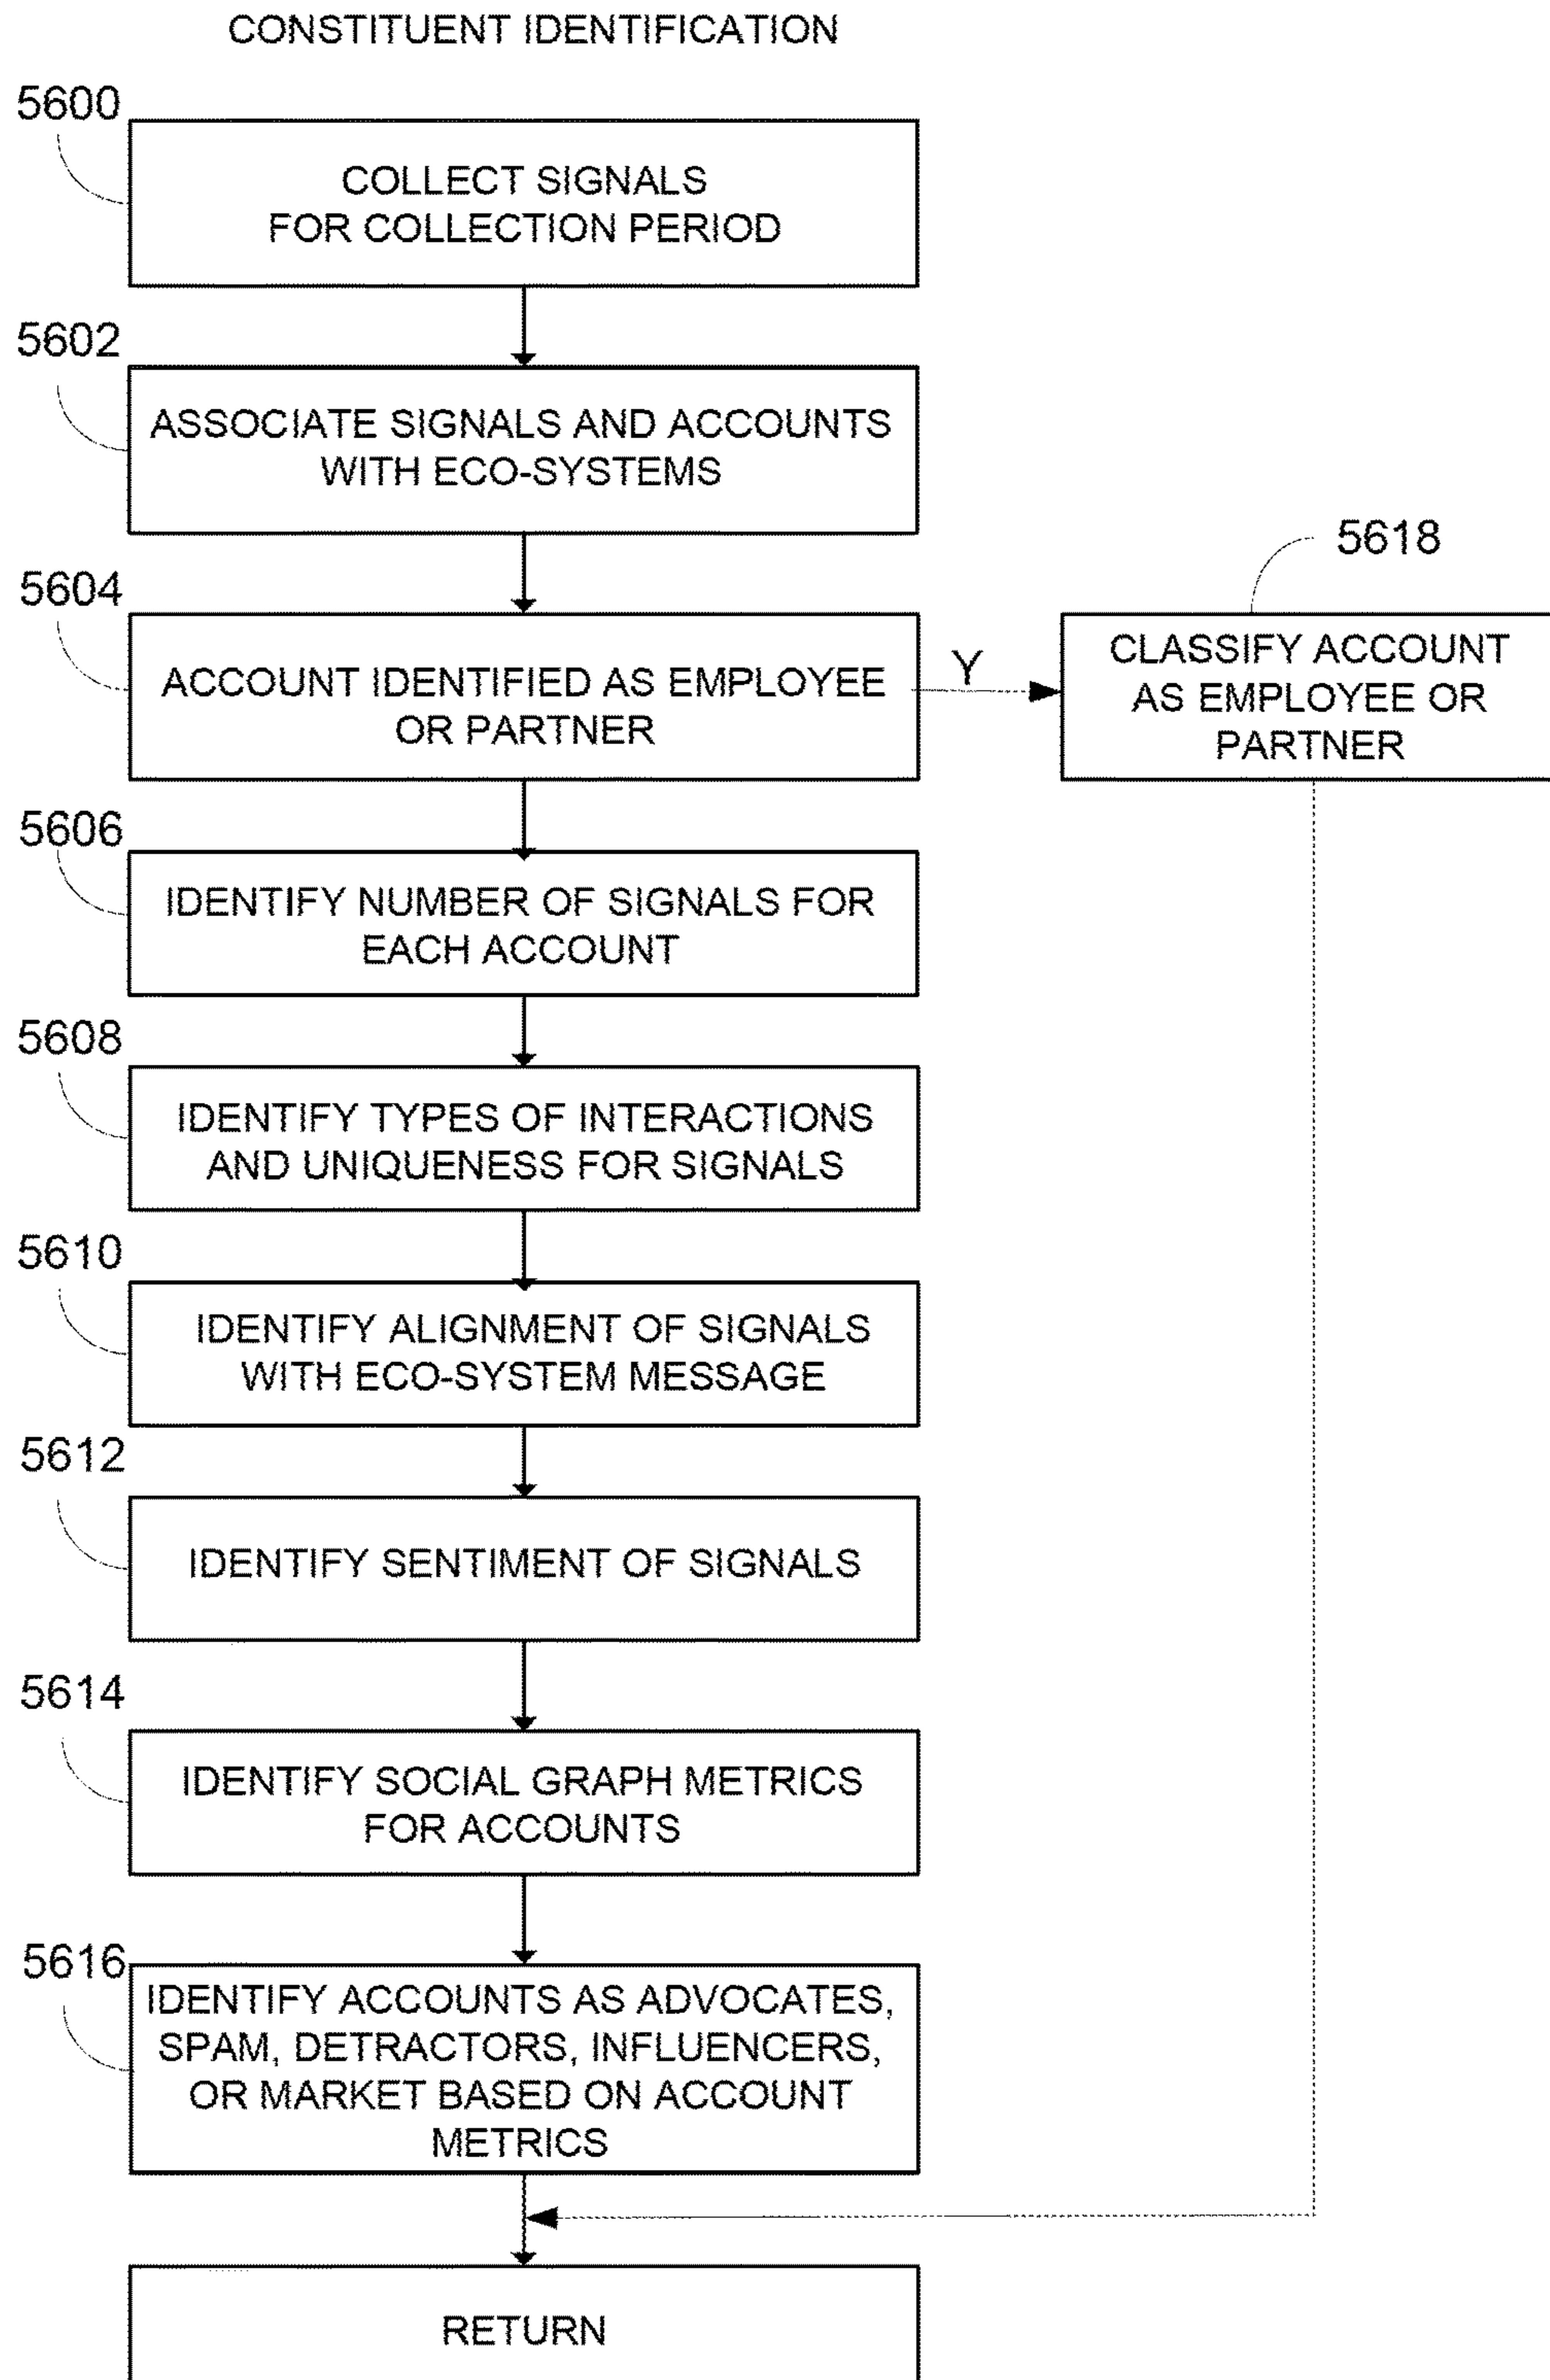 CONSTITUENT IDENTIFICATION
5600
COLLECT SIGNALS
FOR COLLECTION PERIOD
5602
ASSOCIATE SIGNALS AND ACCOUNTS
WITH ECO-SYSTEMS
5604
ACCOUNT IDENTIFIED AS EMPLOYEE
OR PARTNER
Y
5618
CLASSIFY ACCOUNT
AS EMPLOYEE OR
PARTNER
5606
IDENTIFY NUMBER OF SIGNALS FOR
EACH ACCOUNT
5608
IDENTIFY TYPES OF INTERACTIONS
AND UNIQUENESS FOR SIGNALS
5610
IDENTIFY ALIGNMENT OF SIGNALS
WITH ECO-SYSTEM MESSAGE
5612
IDENTIFY SENTIMENT OF SIGNALS
5614
IDENTIFY SOCIAL GRAPH METRICS
FOR ACCOUNTS
5616
IDENTIFY ACCOUNTS AS ADVOCATES,
SPAM, DETRACTORS, INFLUENCERS,
OR MARKET BASED ON ACCOUNT
METRICS
RETURN